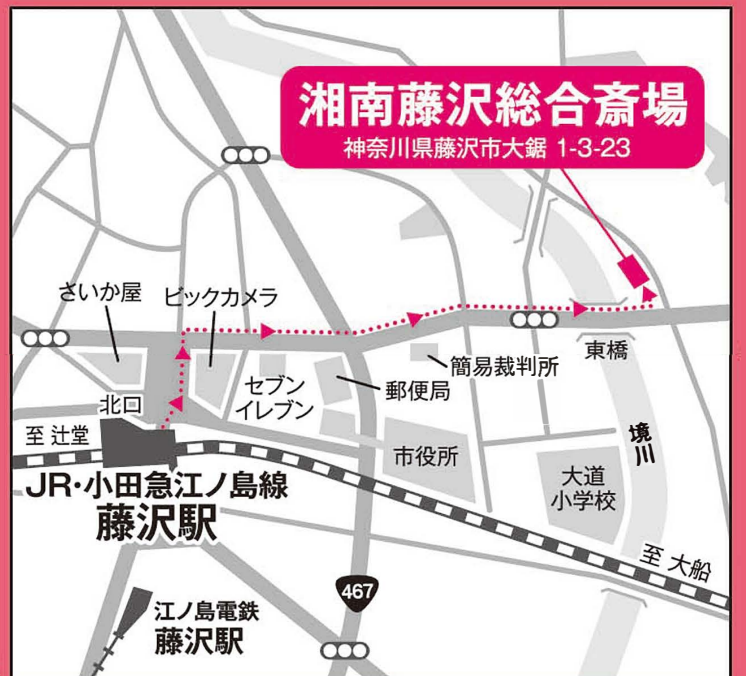 湘南藤沢総合斎場
神奈川県藤沢市大鋸 1-3-23
さいか屋
ビックカメラ
セブン
イレブン
郵便局
簡易裁判所
東橋
北口
至 辻堂
市役所
境川
大道
小学校
JR・小田急江ノ島線
藤沢駅
至 大船
467
江ノ島電鉄
藤沢駅